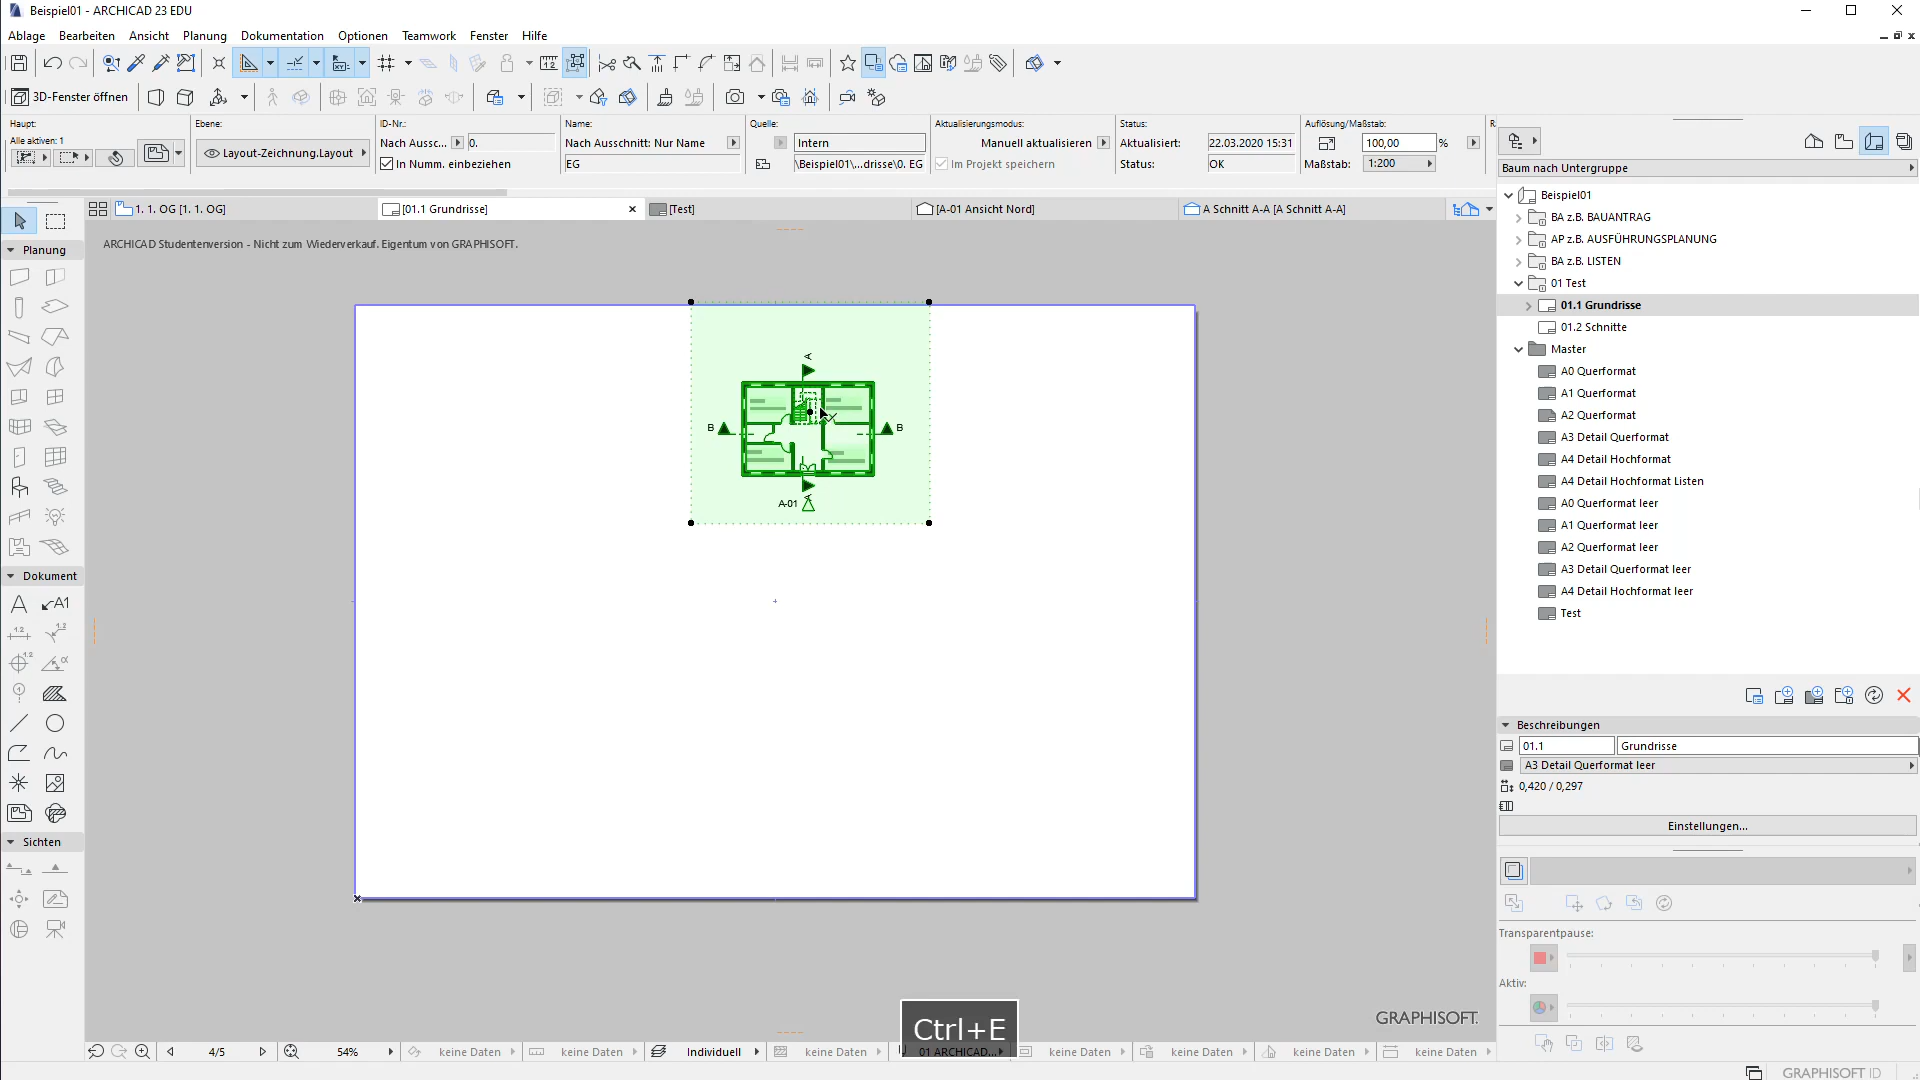 Beispiel01 - ARCHICAD 23 EDU
Ablage Bearbeiten Ansicht Planung Dokumentation Optionen Teamwork Fenster Hilfe
3D-Fenster öffnen
Haupt:
Alle aktiven: 1
Ebene:
Layout-Zeichnung.Layout
ID-Nr.:
Nach Aussc...
0.
In Numm. einbeziehen
Name:
Nach Ausschnitt: Nur Name
EG
Quelle:
Intern
\Beispiel01\...drisse\0. EG
Aktualisierungsmodus:
Manuell aktualisieren
Im Projekt speichern
Status:
Aktualisiert: 22.03.2020 15:31
Status: OK
Auflösung/Maßstab:
100,00 %
Maßstab: 1:200
R
1. 1. OG [1. 1. OG]
[01.1 Grundrisse]
[Test]
[A-01 Ansicht Nord]
A Schnitt A-A [A Schnitt A-A]
ARCHICAD Studentenversion - Nicht zum Wiederverkauf. Eigentum von GRAPHISOFT.
Planung
Dokument
Sichten
A
B
B
A
A-01
Ctrl+E
GRAPHISOFT.
4/5
54%
keine Daten
keine Daten
Individuell
keine Daten
01 ARCHICAD...
keine Daten
keine Daten
keine Daten
keine Daten
GRAPHISOFT ID
Baum nach Untergruppe
Beispiel01
BA z.B. BAUANTRAG
AP z.B. AUSFÜHRUNGSPLANUNG
BA z.B. LISTEN
01 Test
01.1 Grundrisse
01.2 Schnitte
Master
A0 Querformat
A1 Querformat
A2 Querformat
A3 Detail Querformat
A4 Detail Hochformat
A4 Detail Hochformat Listen
A0 Querformat leer
A1 Querformat leer
A2 Querformat leer
A3 Detail Querformat leer
A4 Detail Hochformat leer
Test
Beschreibungen
01.1 Grundrisse
A3 Detail Querformat leer
0,420 / 0,297
Einstellungen...
Transparentpause:
Aktiv: